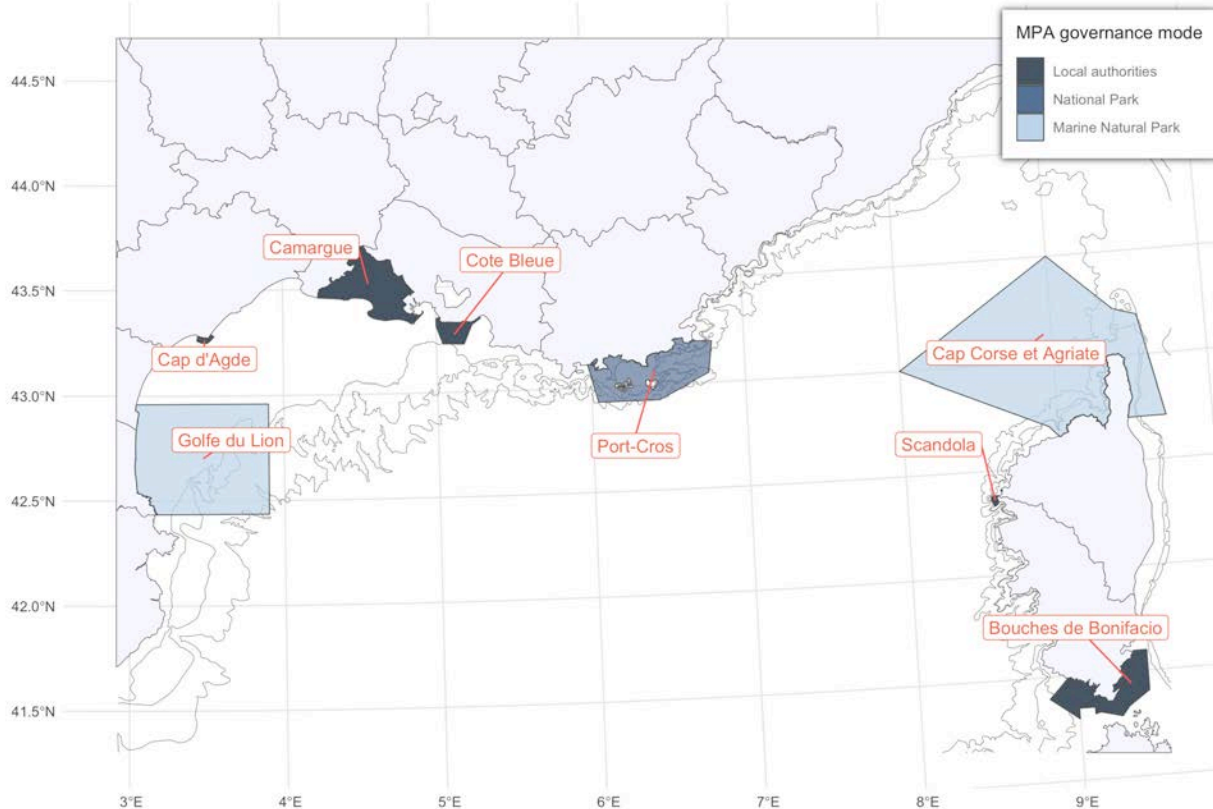 MPA governance mode
Local authorities
National Park
Marine Natural Park
44.5°N
44.0°N
43.5°N
43.0°N
42.5°N
42.0°N
41.5°N
Camargue
Cote Bleue
Cap d'Agde
Cap Corse et Agriate
Golfe du Lion
Port-Cros
Scandola
Bouches de Bonifacio
3°E
4°E
5°E
6°E
7°E
8°E
9°E